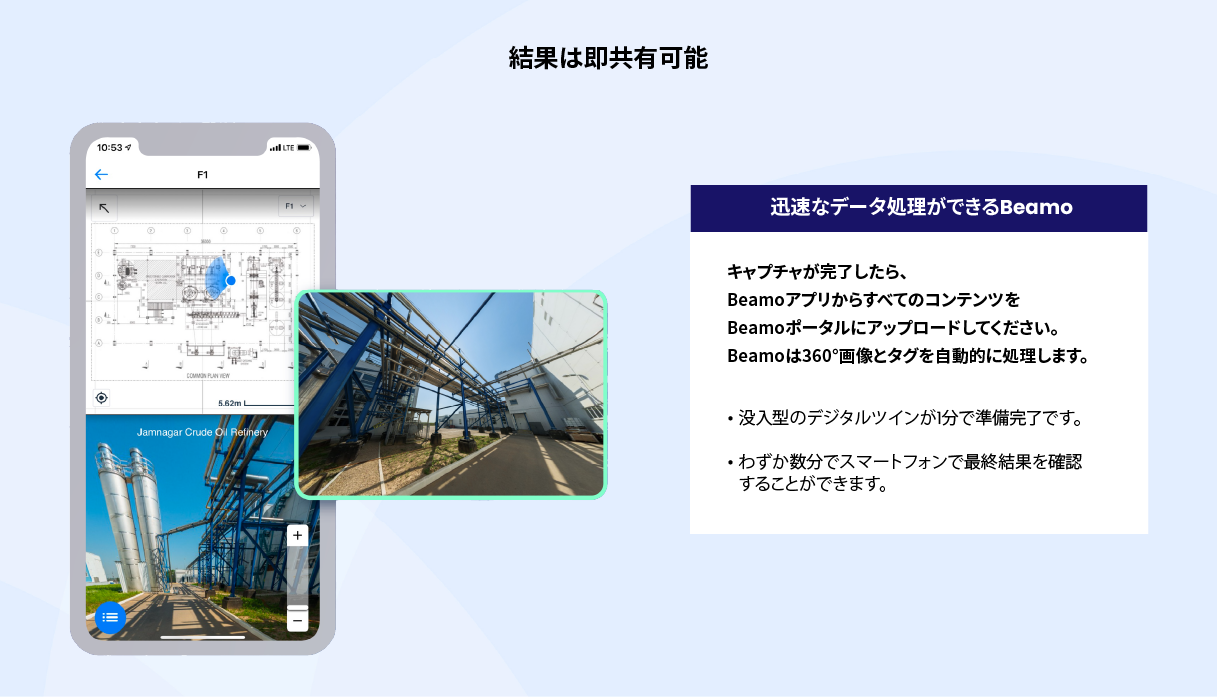 結果は即共有可能
10:53
LTE
F1
F1
COMMON PLAN VIEW
5.62m
Jamnagar Crude Oil Refinery
+
−
迅速なデータ処理ができるBeamo
キャプチャが完了したら、
Beamoアプリからすべてのコンテンツを
Beamoポータルにアップロードしてください。
Beamoは360°画像とタグを自動的に処理します。
• 没入型のデジタルツインが1分で準備完了です。
• わずか数分でスマートフォンで最終結果を確認
することができます。